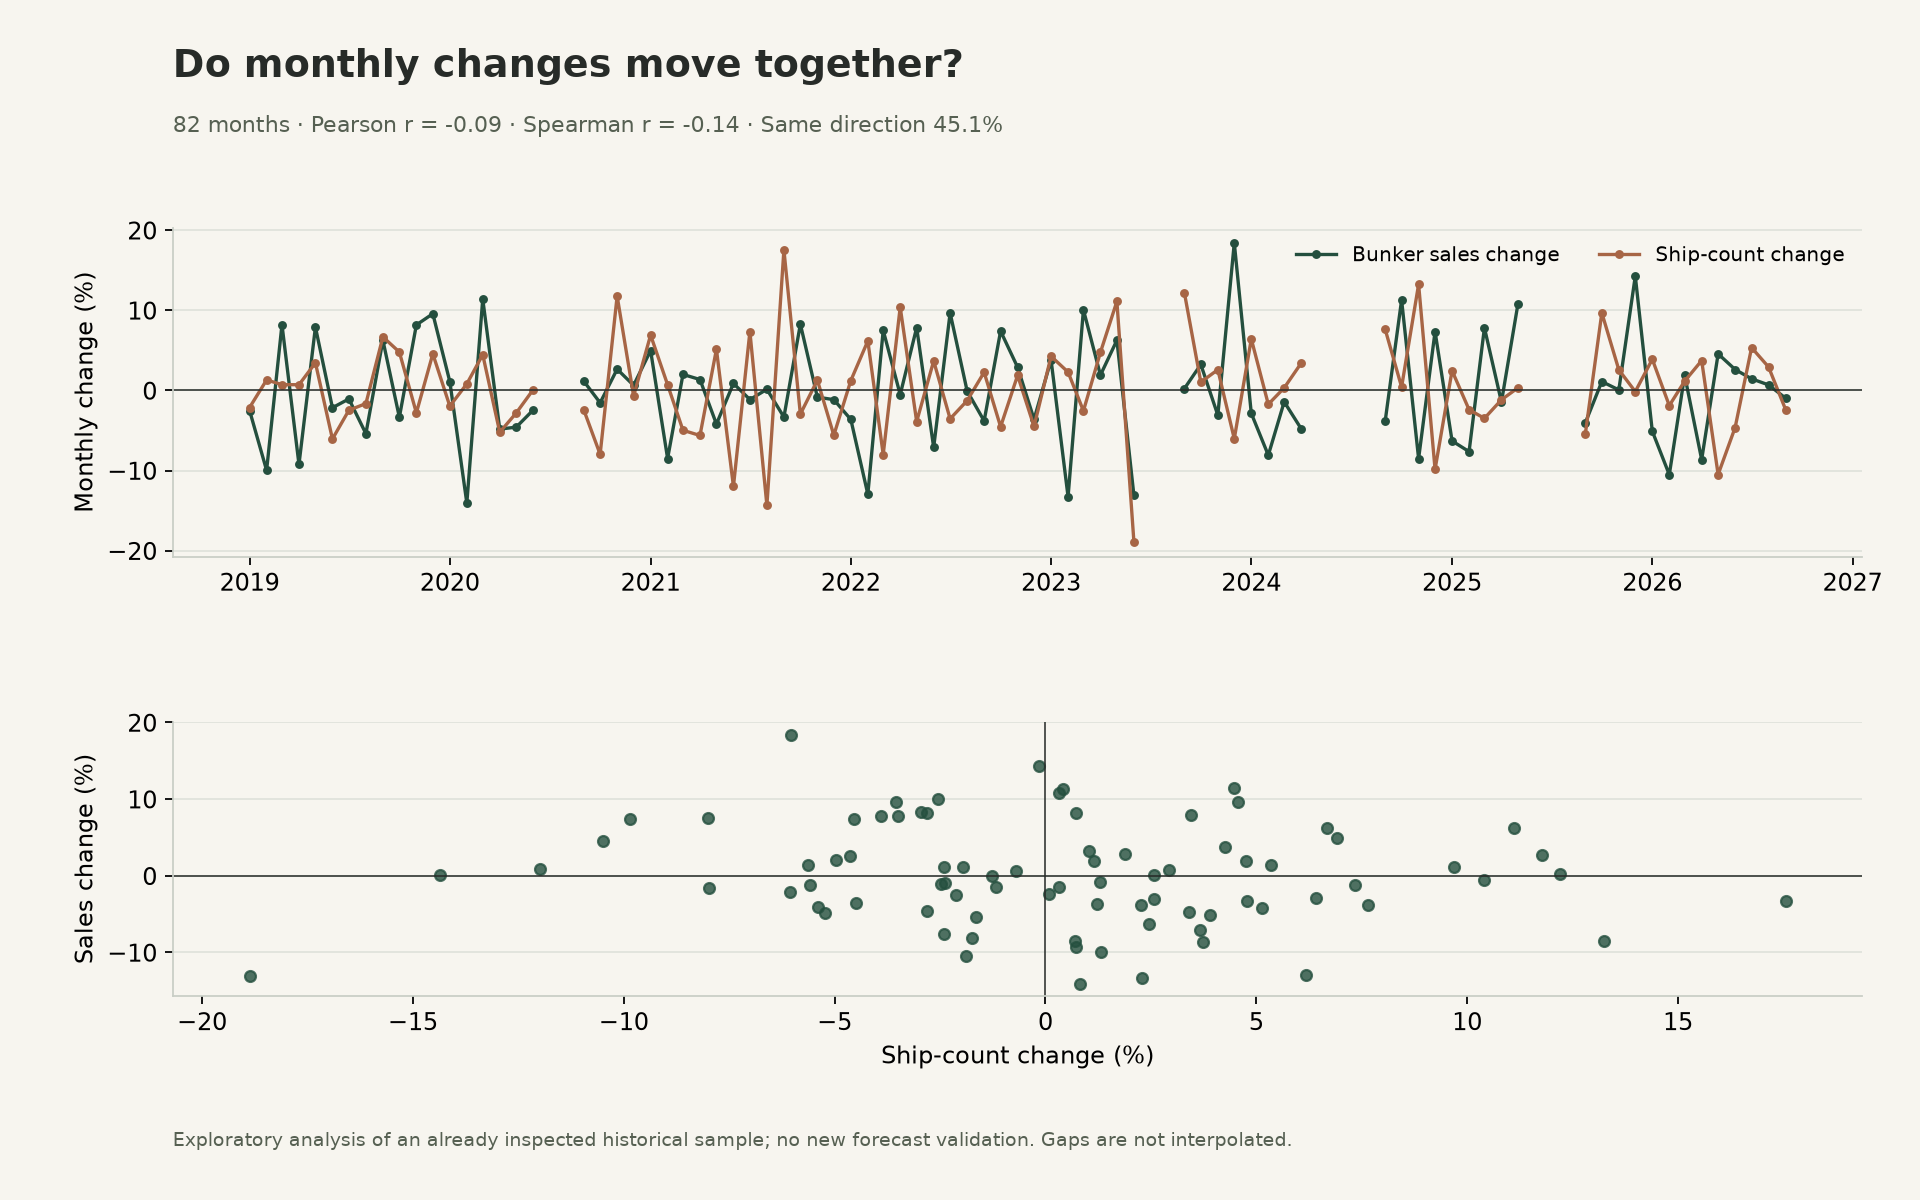 Do monthly changes move together?
82 months · Pearson r = -0.09 · Spearman r = -0.14 · Same direction 45.1%
Monthly change (%)
20
10
0
−10
−20
Bunker sales change
Ship-count change
2019 2020 2021 2022 2023 2024 2025 2026 2027
Sales change (%)
20
10
0
−10
−20 −15 −10 −5 0 5 10 15
Ship-count change (%)
Exploratory analysis of an already inspected historical sample; no new forecast validation. Gaps are not interpolated.